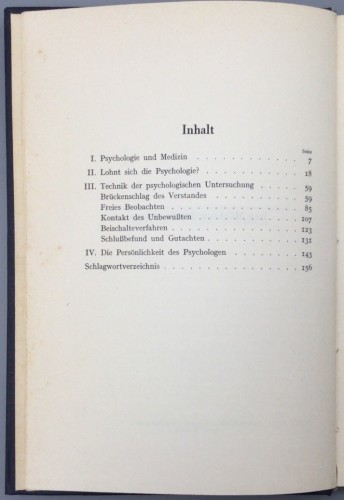 Inhalt
Seite
I. Psychologie und Medizin . . . . . . . . . . . 7
II. Lohnt sich die Psychologie? . . . . . . . . . . 18
III. Technik der psychologischen Untersuchung . . . . . 59
Brückenschlag des Verstandes . . . . . . . . . 59
Freies Beobachten . . . . . . . . . . . . . 85
Kontakt des Unbewußten . . . . . . . . . . . 107
Beischalteverfahren . . . . . . . . . . . . . 123
Schlußbefund und Gutachten . . . . . . . . . . 131
IV. Die Persönlichkeit des Psychologen . . . . . . . . 143
Schlagwortverzeichnis . . . . . . . . . . . . . . 156